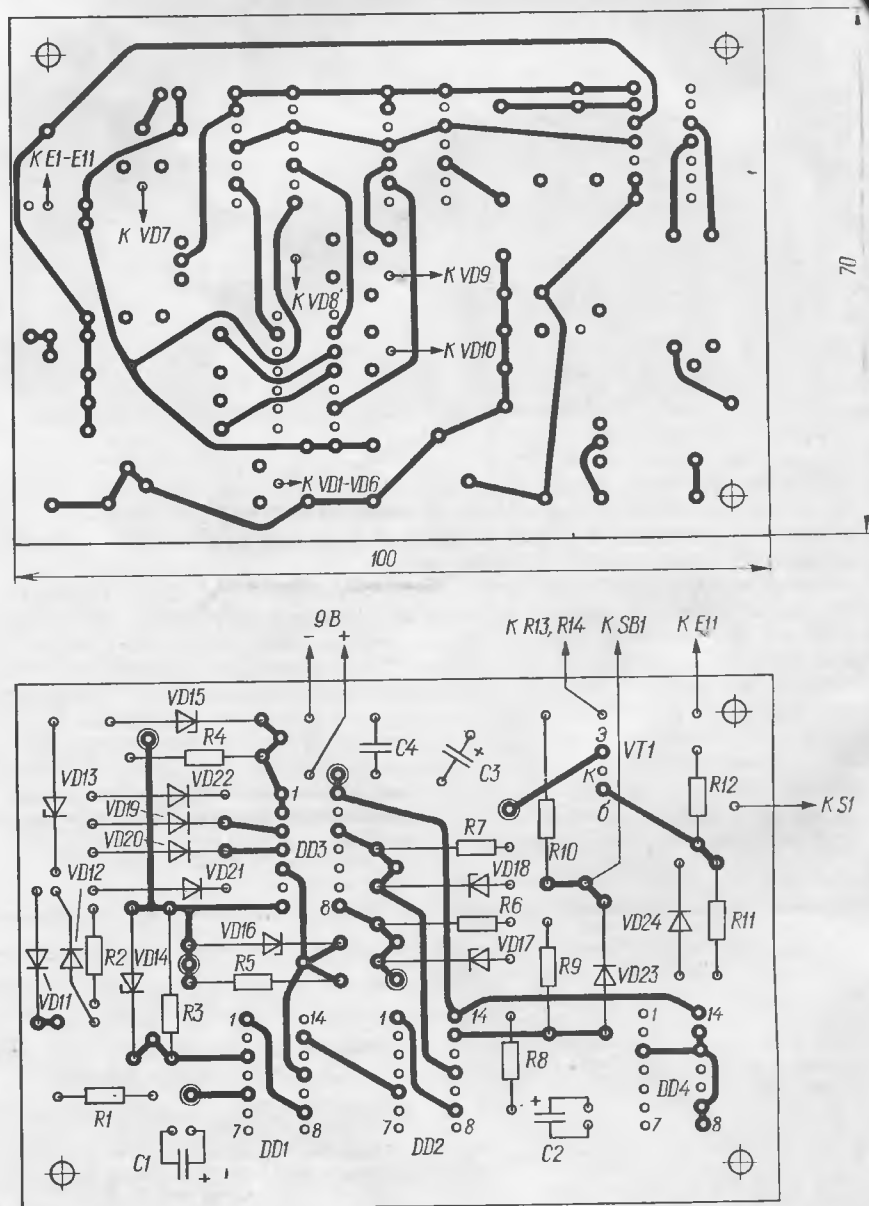 К Е1-Е11
К VD7
К VD8
К VD9
К VD10
К VD1-VD6
70
100
9В
- +
К R13, R14
К SB1
К Е11
VD15
R4
VD13
VD22
VD19
VD20
VD21
VD12
VD11
R2
VD14
R3
VD16
R5
1
DD3
8
C4
C3
+
Э
К
б
VT1
R12
К S1
R10
R7
VD18
R6
VD17
R9
VD23
VD24
R11
R1
C1
+
1
14
7
DD1
8
1
14
7
DD2
8
R8
+
C2
1
14
DD4
7
8